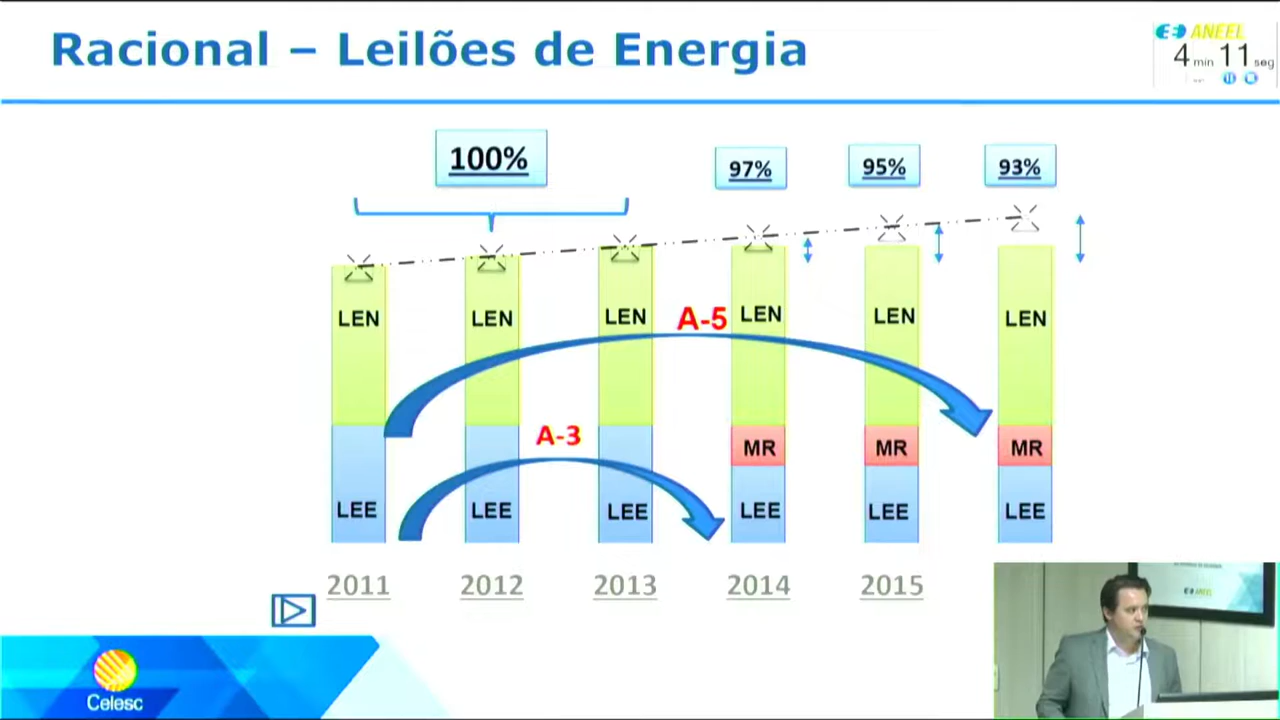 Racional – Leilões de Energia
ANEEL
4 min 11 seg
100%
97% 95% 93%
LEN LEN LEN LEN LEN LEN
A-5
A-3
MR MR MR
LEE LEE LEE LEE LEE LEE
2011 2012 2013 2014 2015
Celesc
ANEEL